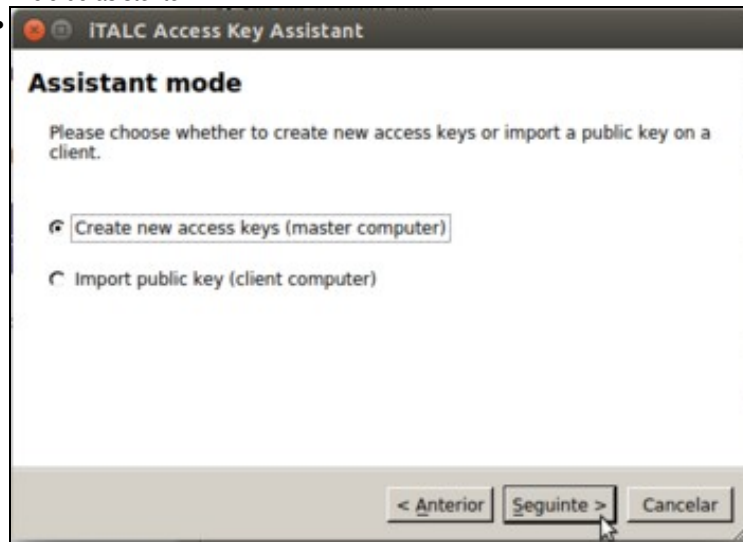 iTALC Access Key Assistant
Assistant mode
Please choose whether to create new access keys or import a public key on a
client.
Create new access keys (master computer)
Import public key (client computer)
< Anterior
Seguinte >
Cancelar